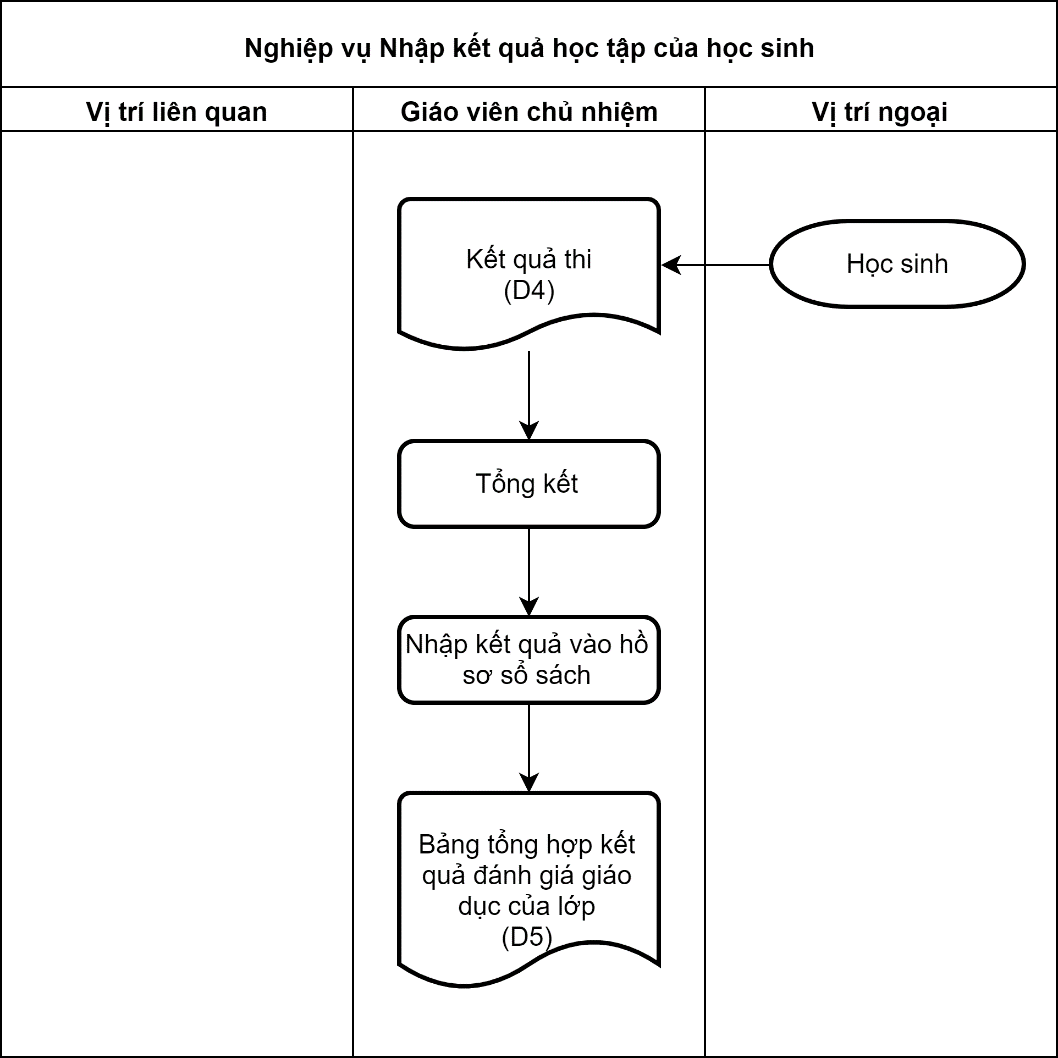 Nghiệp vụ Nhập kết quả học tập của học sinh
Vị trí liên quan
Giáo viên chủ nhiệm
Vị trí ngoại
Kết quả thi
(D4)
Học sinh
Tổng kết
Nhập kết quả vào hồ
sơ sổ sách
Bảng tổng hợp kết
quả đánh giá giáo
dục của lớp
(D5)